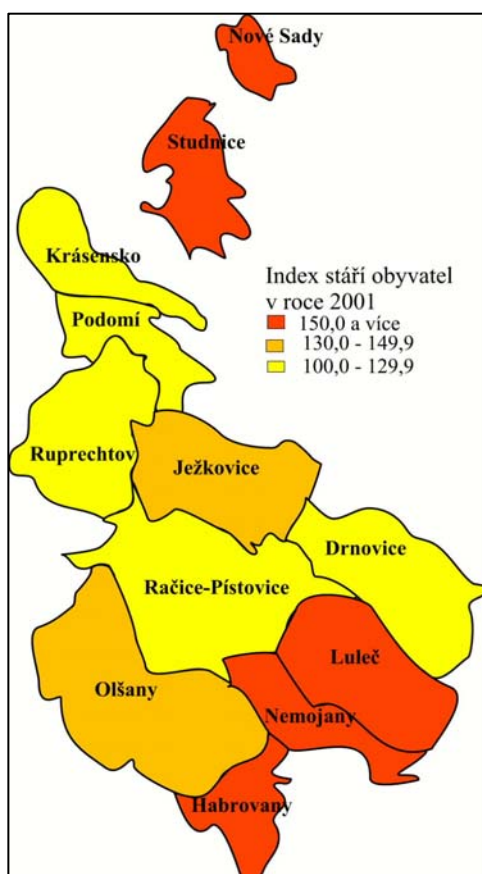 Nové Sady
Studnice
Krásensko
Index stáří obyvatel
v roce 2001
150,0 a více
130,0 - 149,9
100,0 - 129,9
Podomí
Ruprechtov
Ježkovice
Drnovice
Račice-Pístovice
Luleč
Olšany
Nemojany
Habrovany